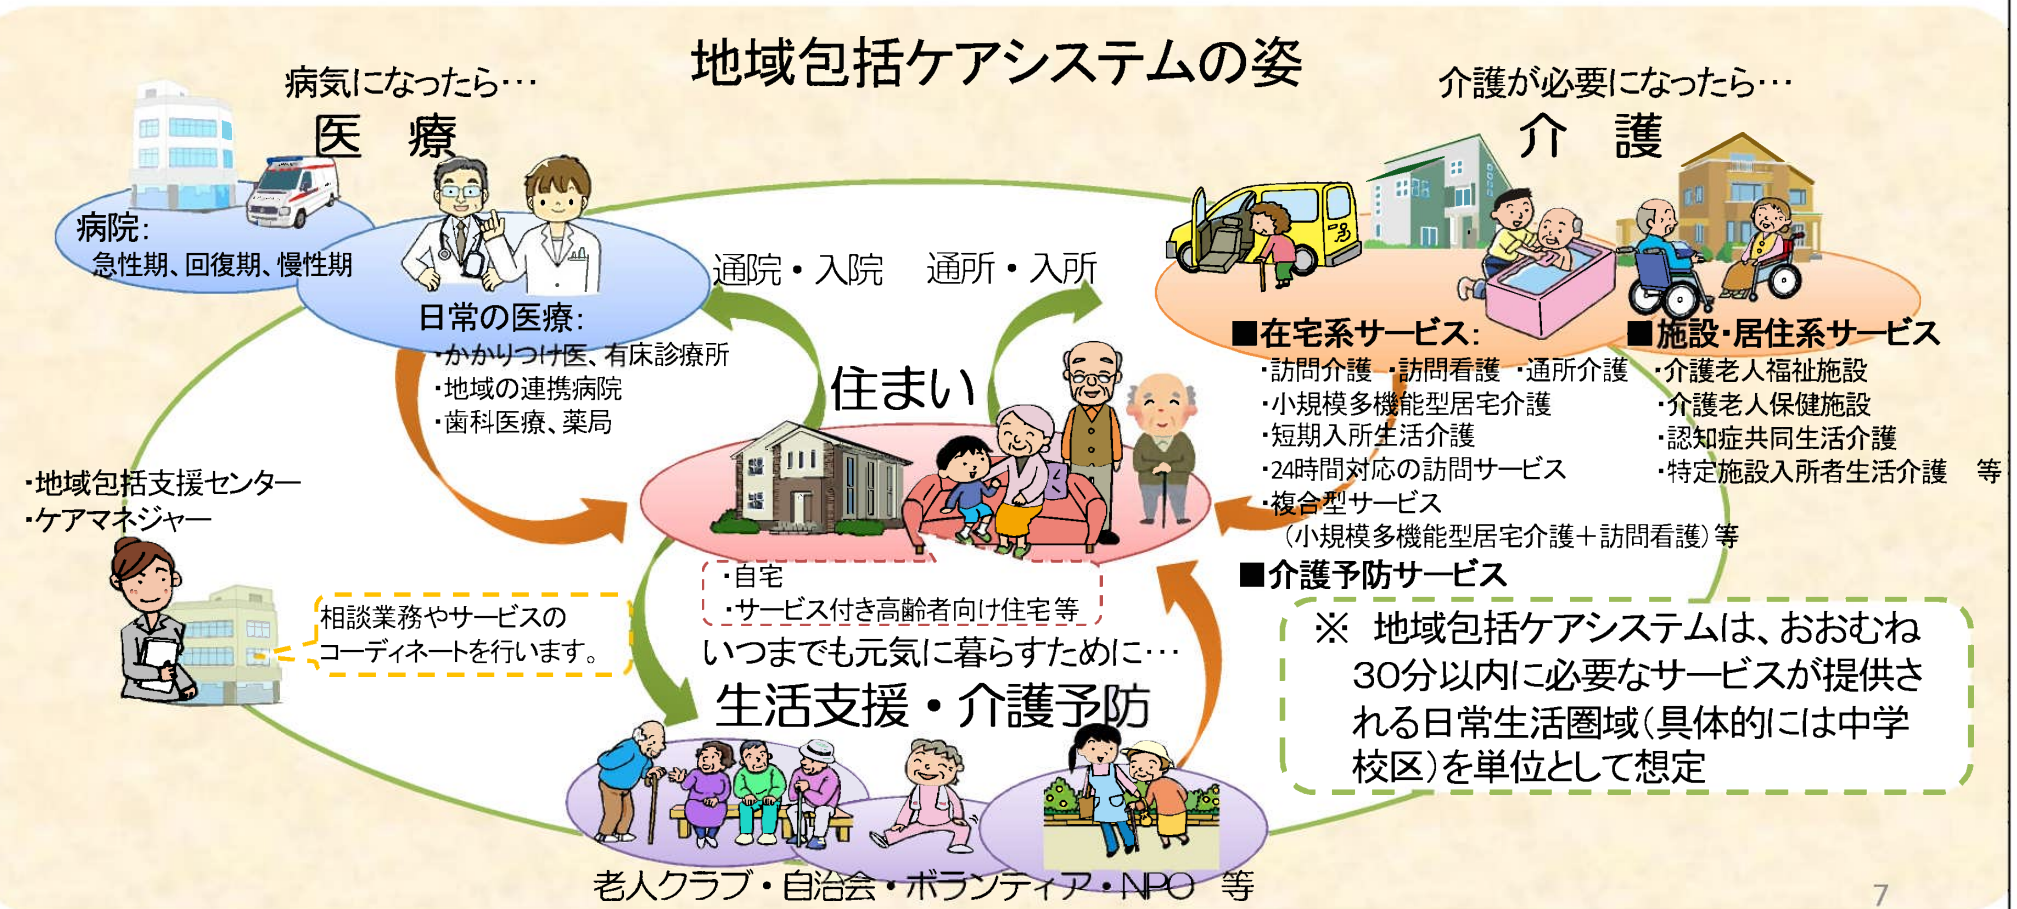 地域包括ケアシステムの姿
病気になったら…
医 療
病院:
急性期、回復期、慢性期
日常の医療:
・かかりつけ医、有床診療所
・地域の連携病院
・歯科医療、薬局
通院・入院
通所・入所
介護が必要になったら…
介 護
■在宅系サービス:
・訪問介護 ・訪問看護 ・通所介護
・小規模多機能型居宅介護
・短期入所生活介護
・24時間対応の訪問サービス
・複合型サービス
(小規模多機能型居宅介護+訪問看護)等
■介護予防サービス
■施設・居住系サービス
・介護老人福祉施設
・介護老人保健施設
・認知症共同生活介護
・特定施設入所者生活介護 等
住まい
・自宅
・サービス付き高齢者向け住宅等
・地域包括支援センター
・ケアマネジャー
相談業務やサービスの
コーディネートを行います。
いつまでも元気に暮らすために…
生活支援・介護予防
老人クラブ・自治会・ボランティア・NPO 等
※ 地域包括ケアシステムは、おおむね
30分以内に必要なサービスが提供さ
れる日常生活圏域(具体的には中学
校区)を単位として想定
7